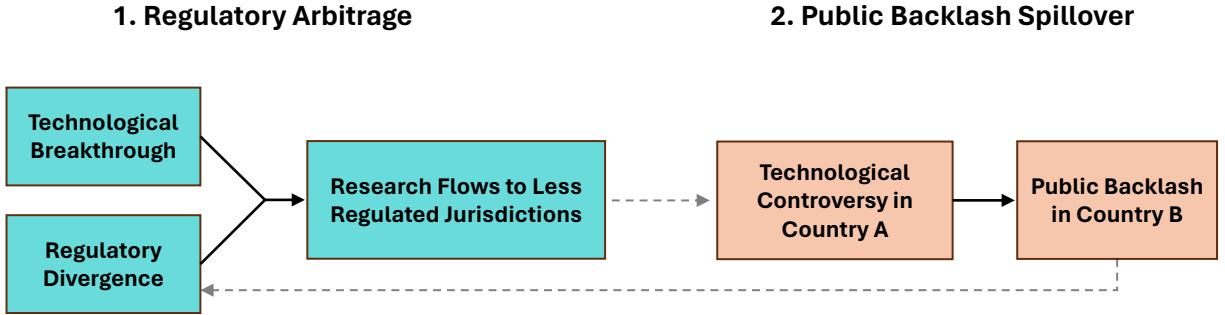 1. Regulatory Arbitrage
2. Public Backlash Spillover
Technological
Breakthrough
Regulatory
Divergence
Research Flows to Less
Regulated Jurisdictions
Technological
Controversy in
Country A
Public Backlash
in Country B